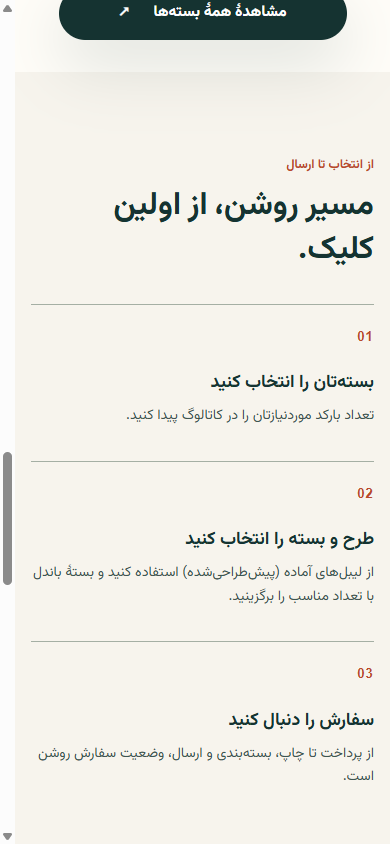 مشاهدهٔ همهٔ بسته‌ها ↗
از انتخاب تا ارسال
مسیر روشن، از اولین
کلیک.
01
بسته‌تان را انتخاب کنید
تعداد بارکد موردنیازتان را در کاتالوگ پیدا کنید.
02
طرح و بسته را انتخاب کنید
از لیبل‌های آماده (پیش‌طراحی‌شده) استفاده کنید و بستهٔ باندل
با تعداد مناسب را برگزینید.
03
سفارش را دنبال کنید
از پرداخت تا چاپ، بسته‌بندی و ارسال، وضعیت سفارش روشن
است.